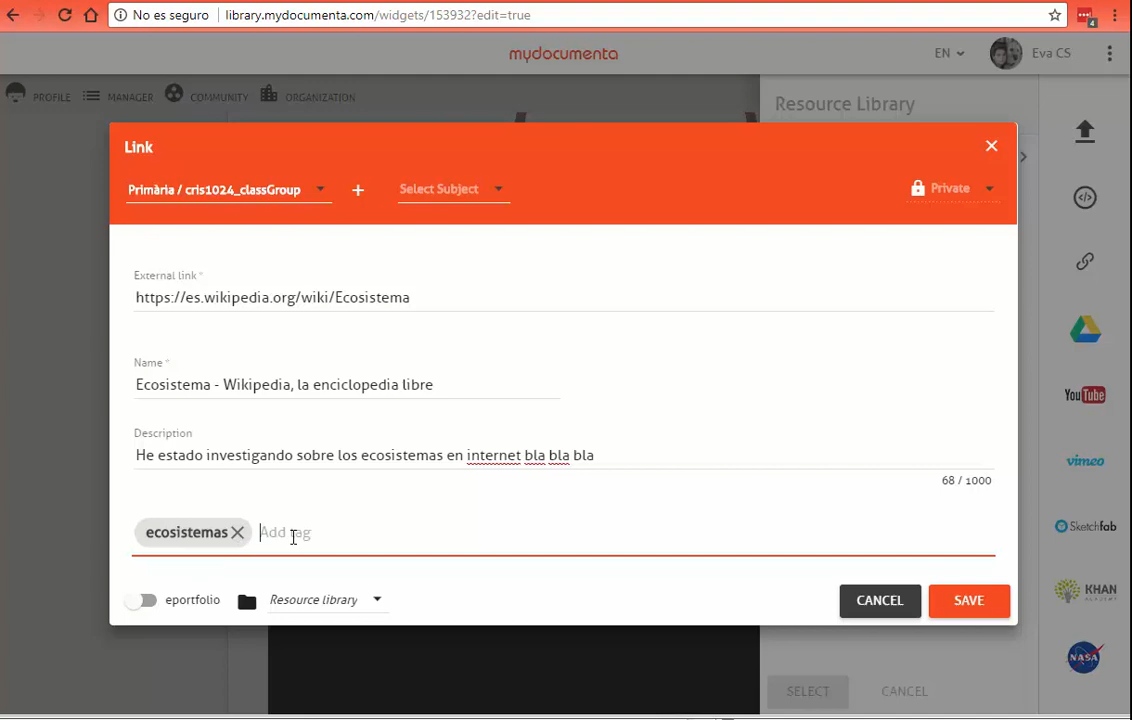 No es seguro library.mydocumenta.com/widgets/153932?edit=true
4
mydocumenta EN Eva CS
PROFILE MANAGER COMMUNITY ORGANIZATION Resource Library
Link
Primària / cris1024_classGroup + Select Subject Private
External link *
https://es.wikipedia.org/wiki/Ecosistema
Name *
Ecosistema - Wikipedia, la enciclopedia libre
Description
He estado investigando sobre los ecosistemas en internet bla bla bla
68 / 1000
ecosistemas Add tag
eportfolio Resource library CANCEL SAVE
SELECT CANCEL
YouTube
vimeo
Sketchfab
KHAN
ACADEMY
NASA